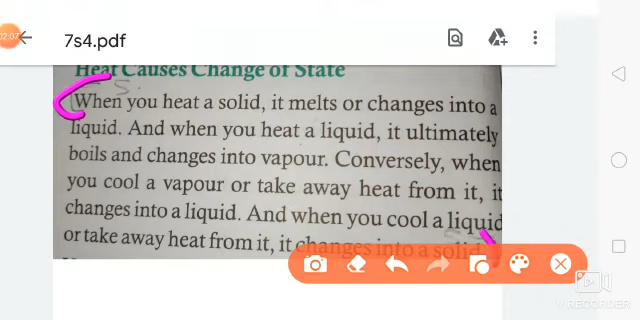 02:07
7s4.pdf
Heat Causes Change of State
When you heat a solid, it melts or changes into a
liquid. And when you heat a liquid, it ultimately
boils and changes into vapour. Conversely, when
you cool a vapour or take away heat from it, it
changes into a liquid. And when you cool a liquid
or take away heat from it, it changes into a solid
V RECORDER